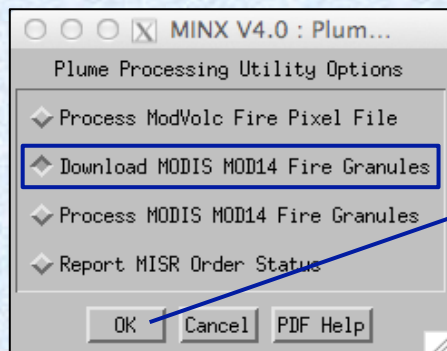 MINX V4.0 : Plum...
Plume Processing Utility Options
Process ModVolc Fire Pixel File
Download MODIS MOD14 Fire Granules
Process MODIS MOD14 Fire Granules
Report MISR Order Status
OK Cancel PDF Help